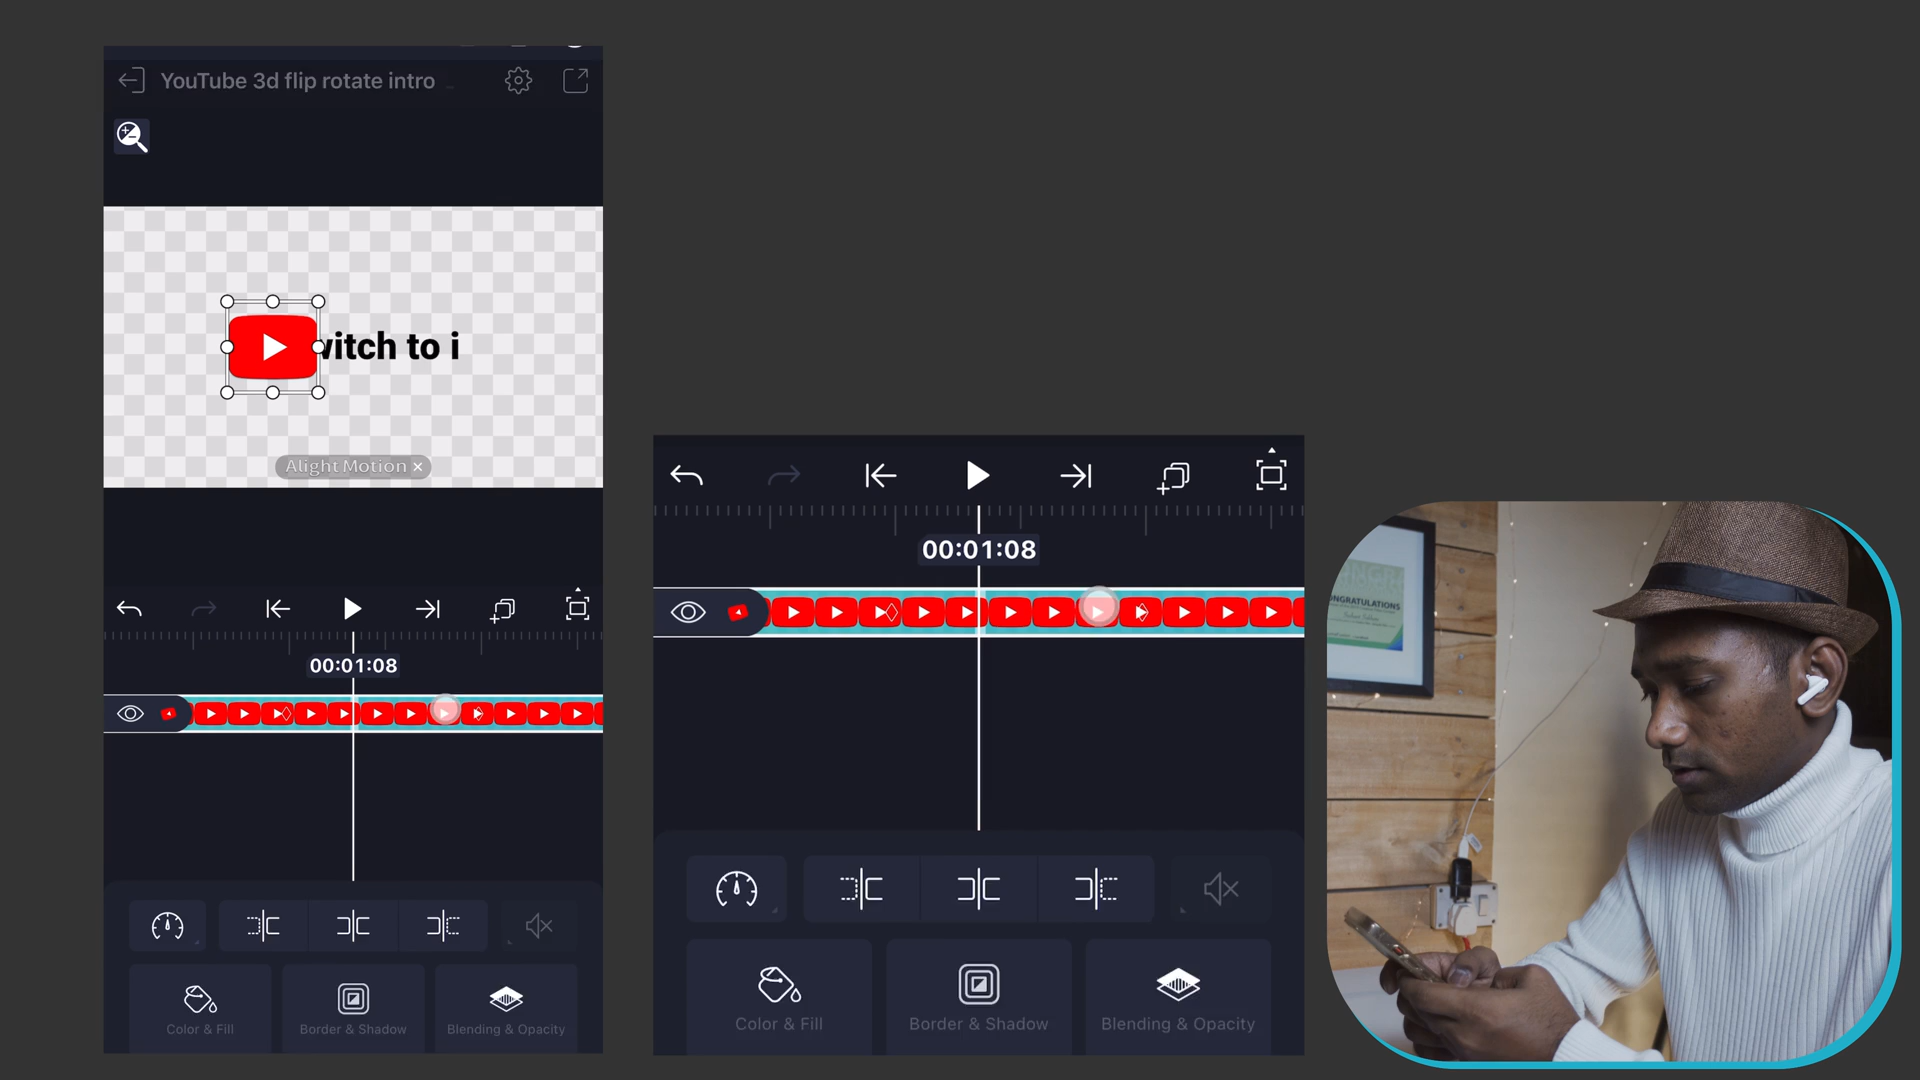 YouTube 3d flip rotate intro
witch to i
Alight Motion ×
00:01:08
Color & Fill
Border & Shadow
Blending & Opacity
00:01:08
Color & Fill
Border & Shadow
Blending & Opacity
ONGRATULATIONS